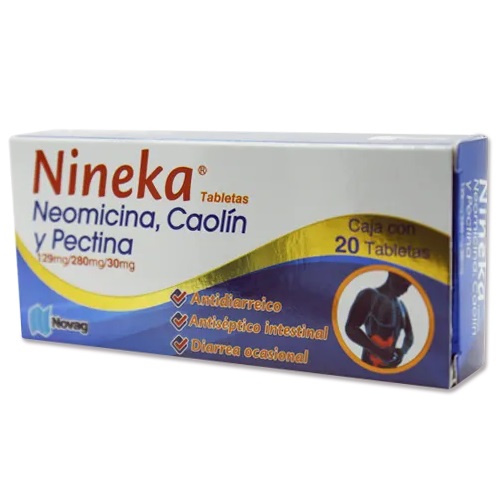 Nineka® Tabletas
Neomicina, Caolín
y Pectina
129mg/280mg/30mg
Caja con
20 Tabletas
Antidiarreico
Antiséptico intestinal
Diarrea ocasional
Novag
Nineka
Neomicina, Caolín
y Pectina